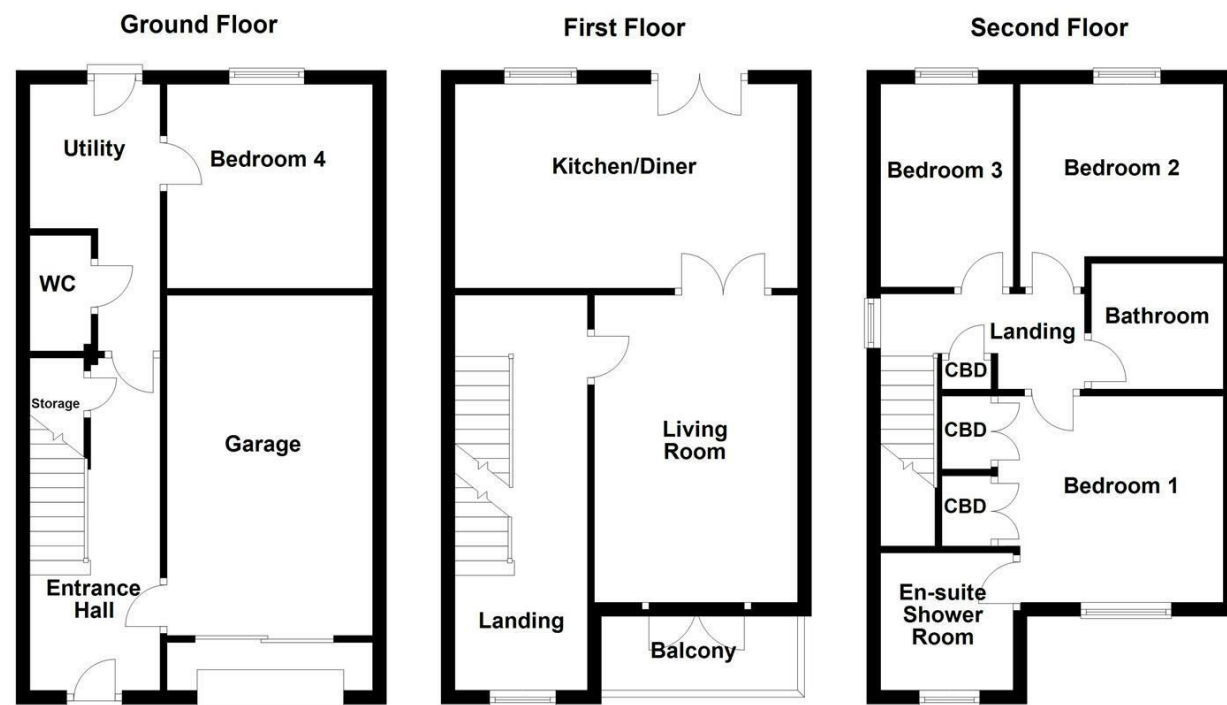 Ground Floor
Utility
Bedroom 4
WC
Storage
Garage
Entrance
Hall
First Floor
Kitchen/Diner
Living
Room
Landing
Balcony
Second Floor
Bedroom 3
Bedroom 2
Landing
Bathroom
CBD
CBD
CBD
Bedroom 1
En-suite
Shower
Room